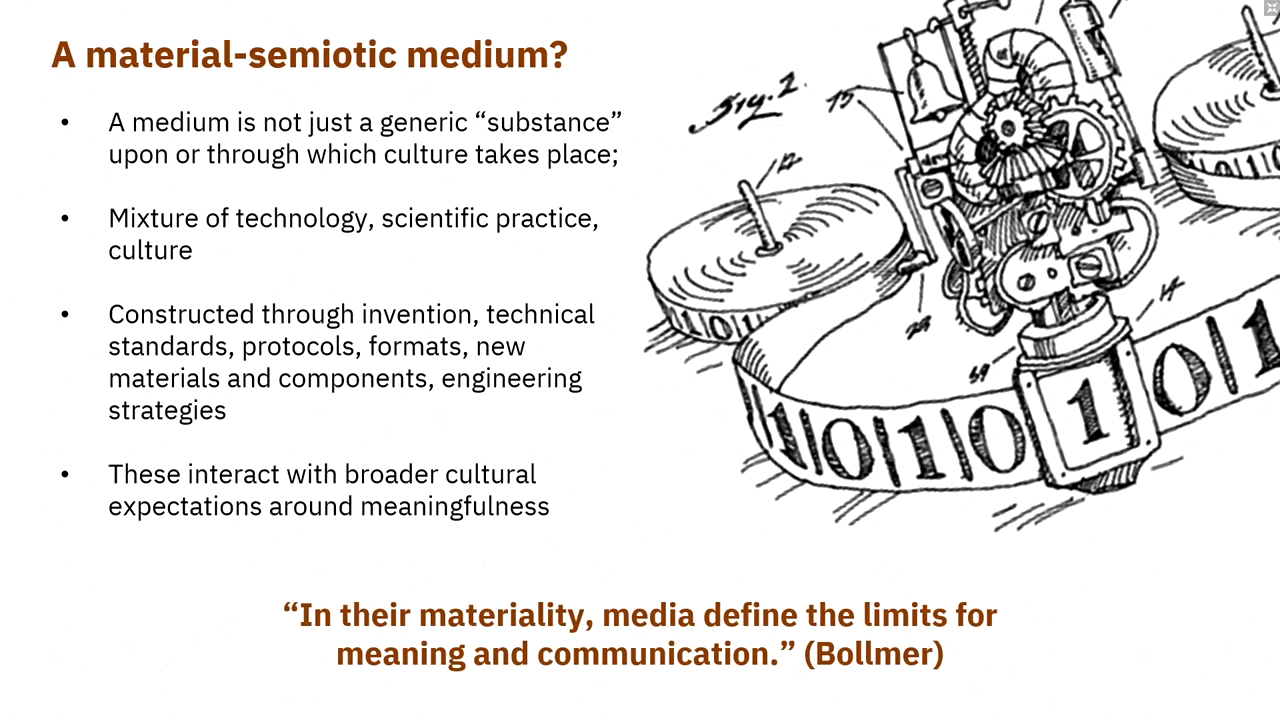 A material-semiotic medium?
• A medium is not just a generic “substance”
upon or through which culture takes place;
• Mixture of technology, scientific practice,
culture
• Constructed through invention, technical
standards, protocols, formats, new
materials and components, engineering
strategies
• These interact with broader cultural
expectations around meaningfulness
Fig. 2.
15
12
14
1|0|1|0
1
0|1
“In their materiality, media define the limits for
meaning and communication.” (Bollmer)